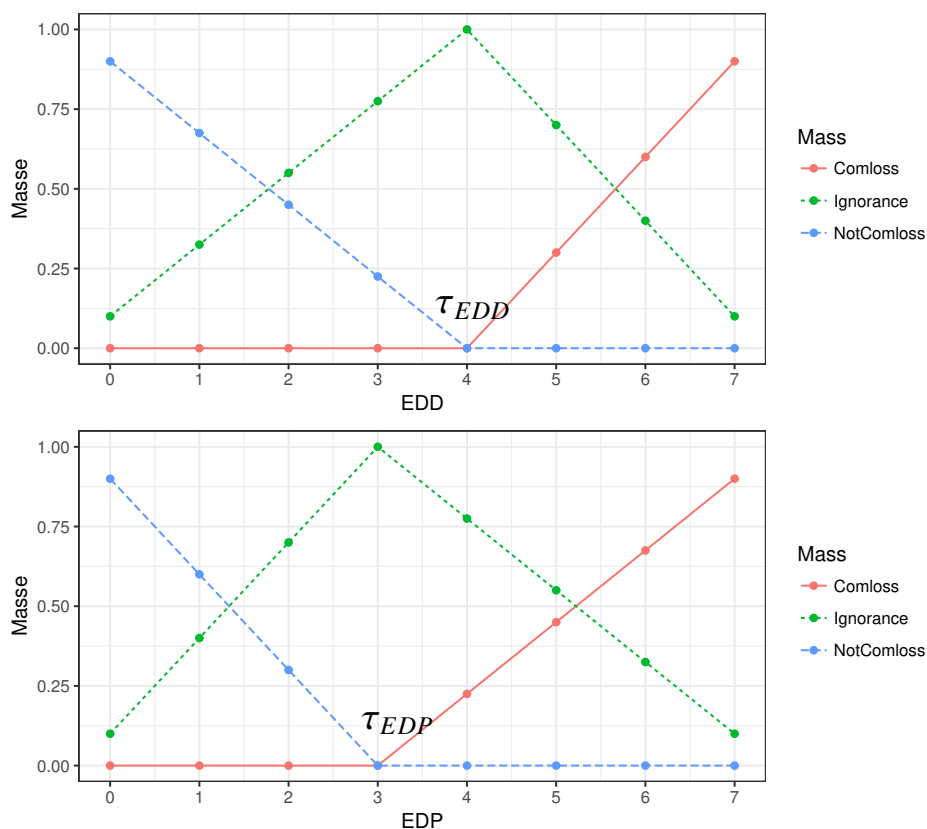 1.00
0.75
0.50
0.25
0.00
Masse
τEDD
0 1 2 3 4 5 6 7
EDD
Mass
Comloss
Ignorance
NotComloss
1.00
0.75
0.50
0.25
0.00
Masse
τEDP
0 1 2 3 4 5 6 7
EDP
Mass
Comloss
Ignorance
NotComloss